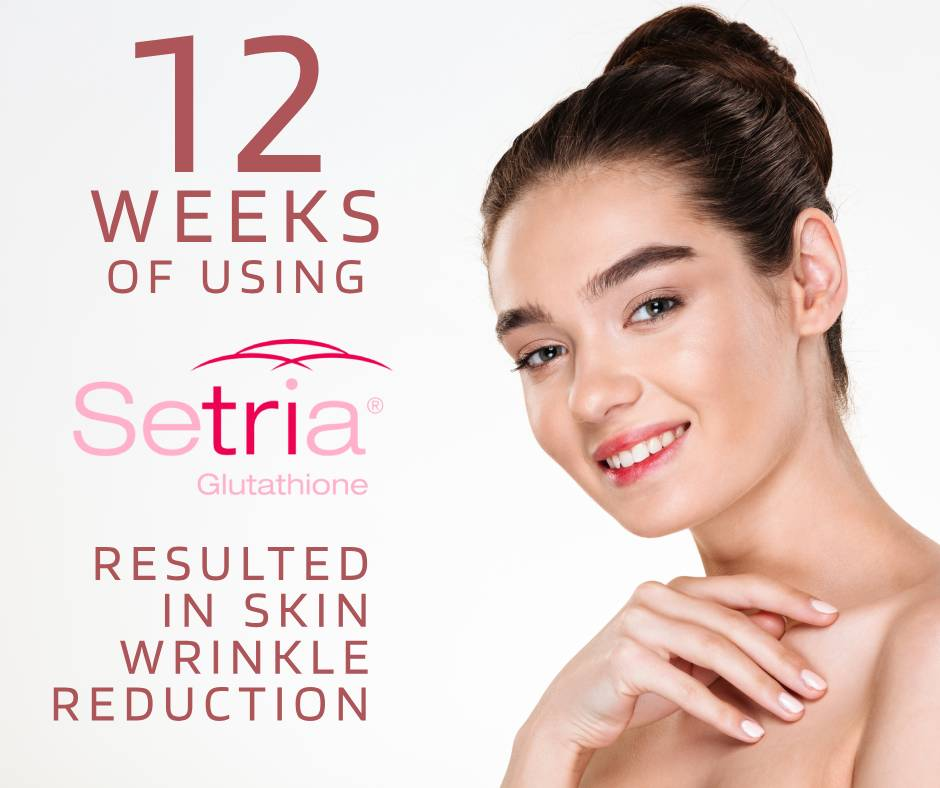 12
WEEKS
OF USING
Setria®
Glutathione
RESULTED
IN SKIN
WRINKLE
REDUCTION